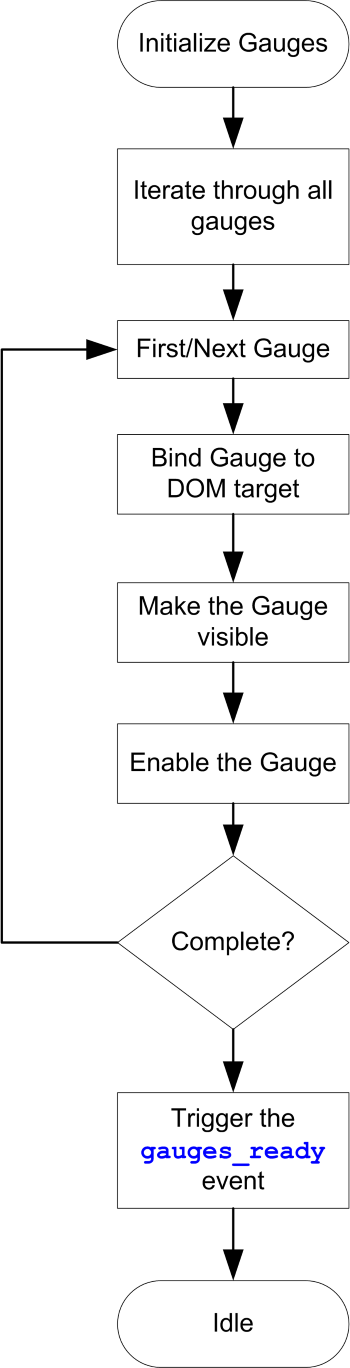 Initialize Gauges
Iterate through all
gauges
First/Next Gauge
Bind Gauge to
DOM target
Make the Gauge
visible
Enable the Gauge
Complete?
Trigger the
gauges_ready
event
Idle